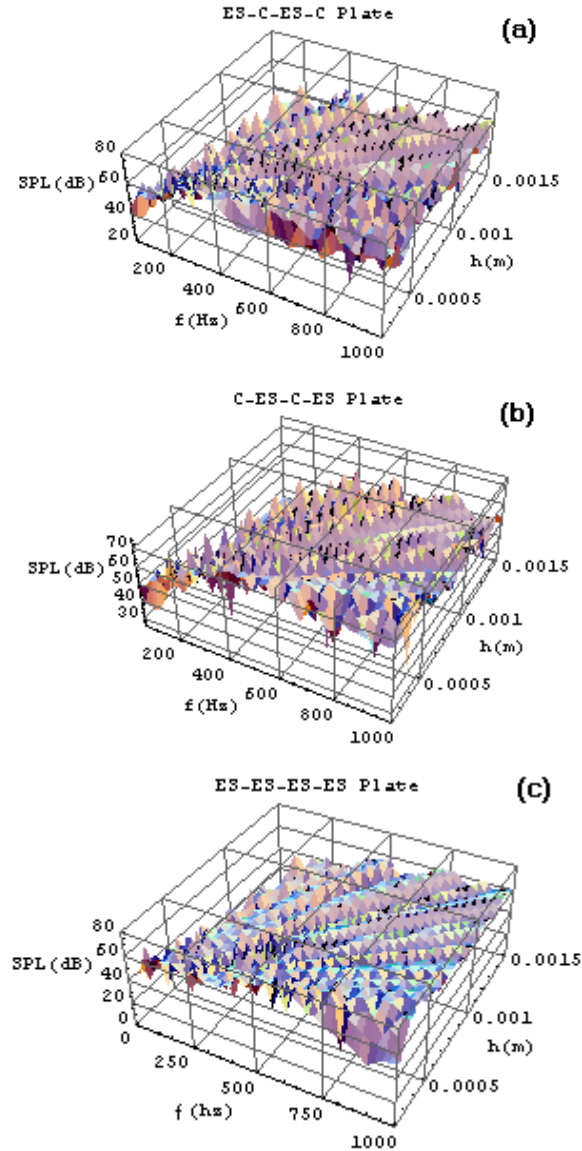 ES-C-ES-C Plate
(a)
80
60
SPL(dB)
40
20
200
400
600
800
1000
f(Hz)
0.0005
0.001
0.0015
h(m)
C-ES-C-ES Plate
(b)
70
60
SPL(dB)
50
40
30
200
400
600
800
1000
f(Hz)
0.0005
0.001
0.0015
h(m)
ES-ES-ES-ES Plate
(c)
80
60
SPL(dB)
40
20
0
0
250
500
750
1000
f(hz)
0.0005
0.001
0.0015
h(m)